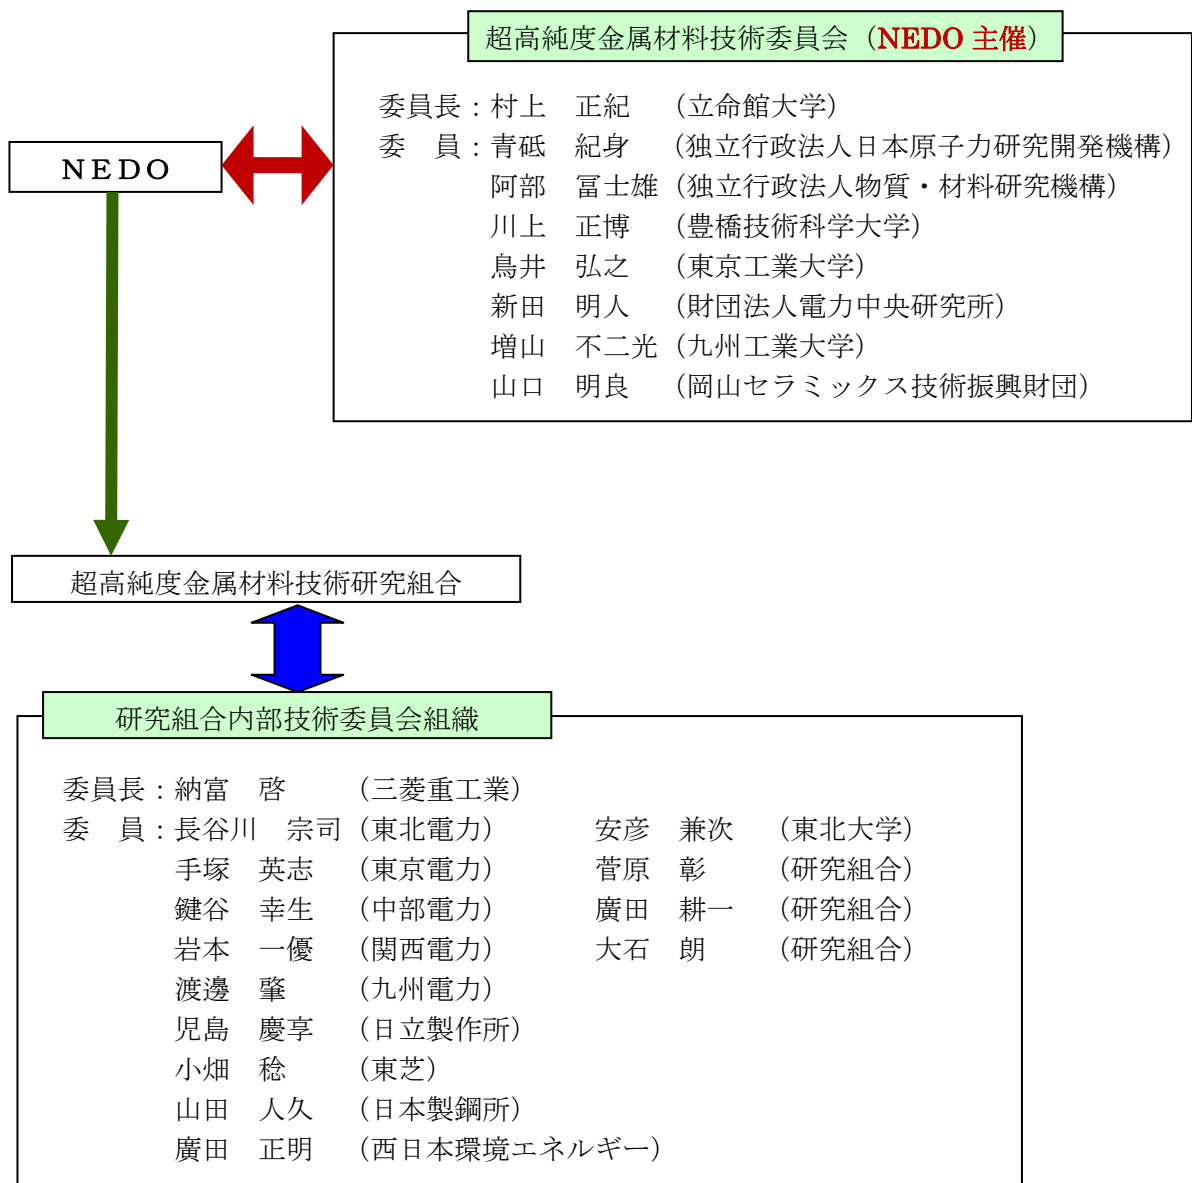 超高純度金属材料技術委員会（NEDO 主催）
委員長：村上　正紀　（立命館大学）
委　員：青砥　紀身　（独立行政法人日本原子力研究開発機構）
阿部　冨士雄（独立行政法人物質・材料研究機構）
川上　正博　（豊橋技術科学大学）
鳥井　弘之　（東京工業大学）
新田　明人　（財団法人電力中央研究所）
増山　不二光（九州工業大学）
山口　明良　（岡山セラミックス技術振興財団）
NEDO
超高純度金属材料技術研究組合
研究組合内部技術委員会組織
委員長：納富　啓　　（三菱重工業）
委　員：長谷川　宗司（東北電力）　安彦　兼次　（東北大学）
手塚　英志　（東京電力）　菅原　彰　　（研究組合）
鍵谷　幸生　（中部電力）　廣田　耕一　（研究組合）
岩本　一優　（関西電力）　大石　朗　　（研究組合）
渡邊　肇　　（九州電力）
児島　慶享　（日立製作所）
小畑　稔　　（東芝）
山田　人久　（日本製鋼所）
廣田　正明　（西日本環境エネルギー）